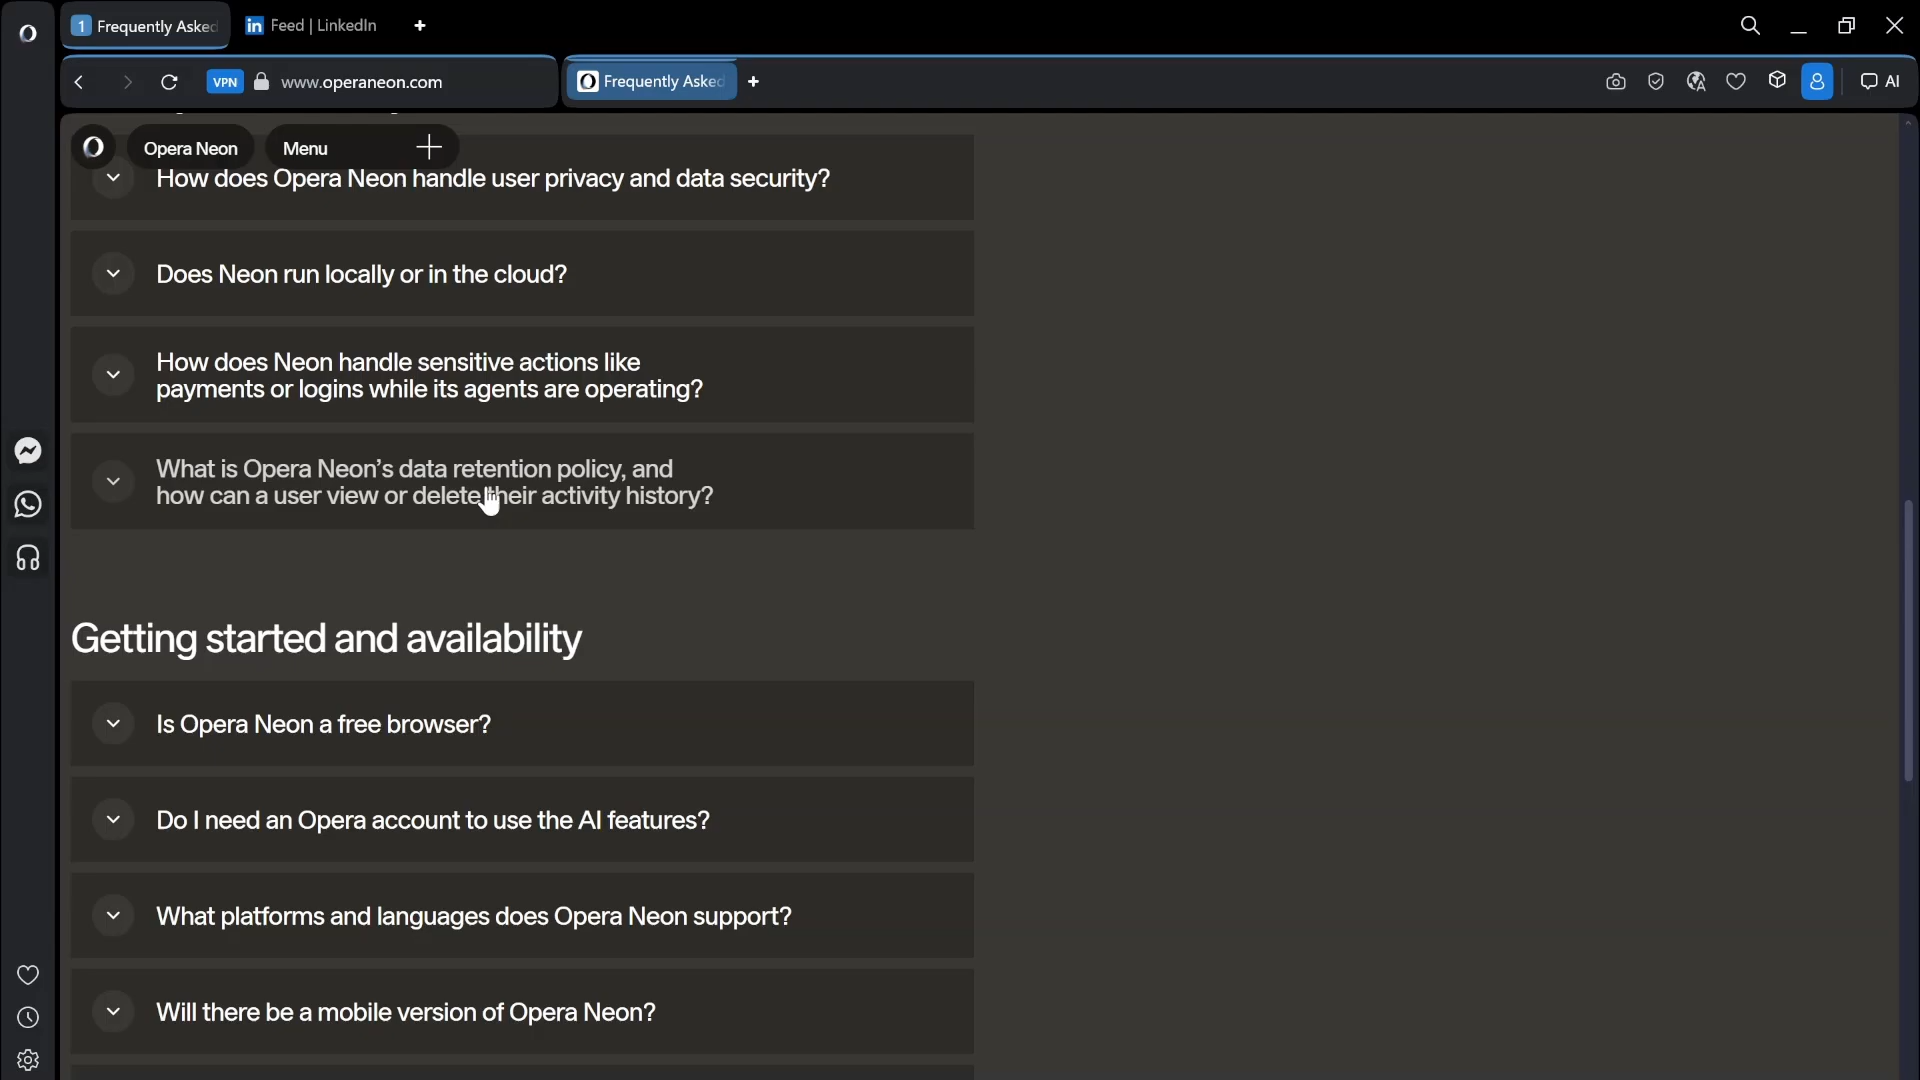 1 Frequently Asked
Feed | LinkedIn
VPN
www.operaneon.com
Frequently Asked
AI
Opera Neon
Menu
How does Opera Neon handle user privacy and data security?
Does Neon run locally or in the cloud?
How does Neon handle sensitive actions like
payments or logins while its agents are operating?
What is Opera Neon’s data retention policy, and
how can a user view or delete their activity history?
Getting started and availability
Is Opera Neon a free browser?
Do I need an Opera account to use the AI features?
What platforms and languages does Opera Neon support?
Will there be a mobile version of Opera Neon?